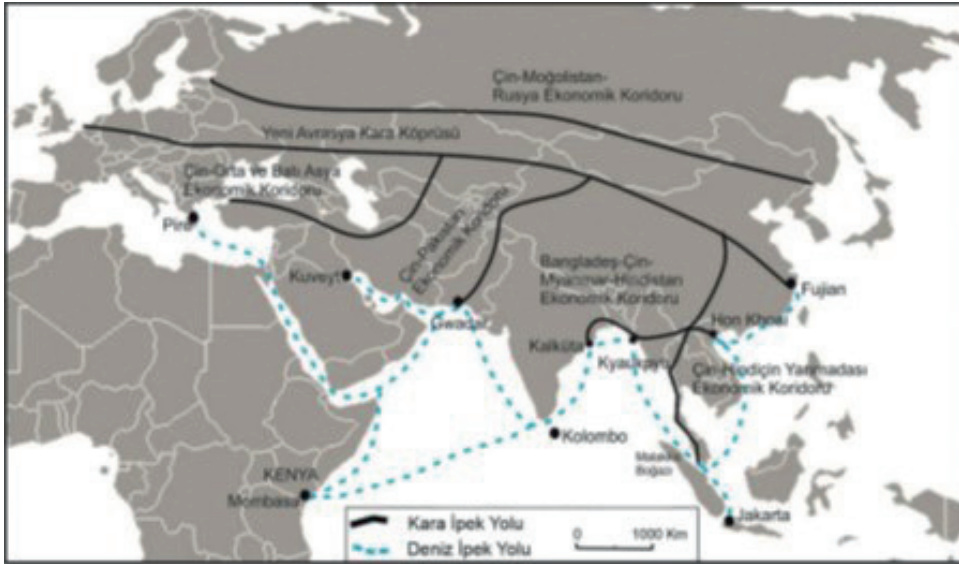 Çin-Moğolistan-
Rusya Ekonomik Koridoru
Yeni Avrasya Kara Köprüsü
Çin-Orta ve Batı Asya
Ekonomik Koridoru
Pire
Çin-Pakistan
Ekonomik Koridoru
Kuveyt
Bangladeş-Çin-
Myanmar-Hindistan
Ekonomik Koridoru
Fujian
Gwadar
Hon Khoai
Kalküta
Kyaukpyu
Çin-Hindiçin Yarımadası
Ekonomik Koridoru
Kolombo
Malakka
Boğazı
KENYA
Mombasa
Jakarta
Kara İpek Yolu
0 1000 Km
Deniz İpek Yolu